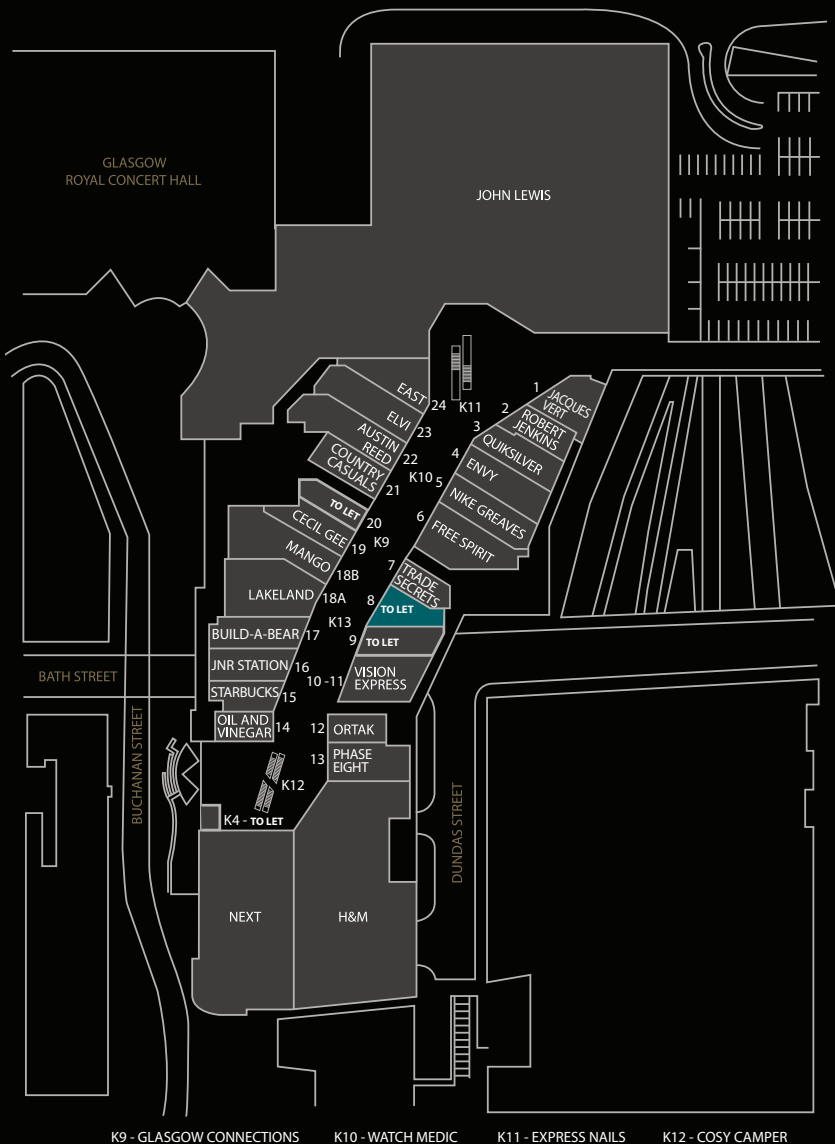 GLASGOW
ROYAL CONCERT HALL
JOHN LEWIS
EAST
24
K11
1
JACQUES
VERT
2
ROBERT
JENKINS
ELVI
23
3
QUIKSILVER
AUSTIN
REED
22
4
ENVY
COUNTRY
CASUALS
21
K10
5
NIKE GREAVES
TO LET
20
6
FREE SPIRIT
CECIL GEE
19
K9
MANGO
18B
7
TRADE
SECRETS
LAKELAND
18A
8
TO LET
K13
BUILD-A-BEAR
17
9
TO LET
JNR STATION
16
10 -11
VISION
EXPRESS
BATH STREET
STARBUCKS
15
OIL AND
VINEGAR
14
12
ORTAK
13
PHASE
EIGHT
K12
BUCHANAN STREET
K4 - TO LET
DUNDAS STREET
NEXT
H&M
K9 - GLASGOW CONNECTIONS K10 - WATCH MEDIC K11 - EXPRESS NAILS K12 - COSY CAMPER